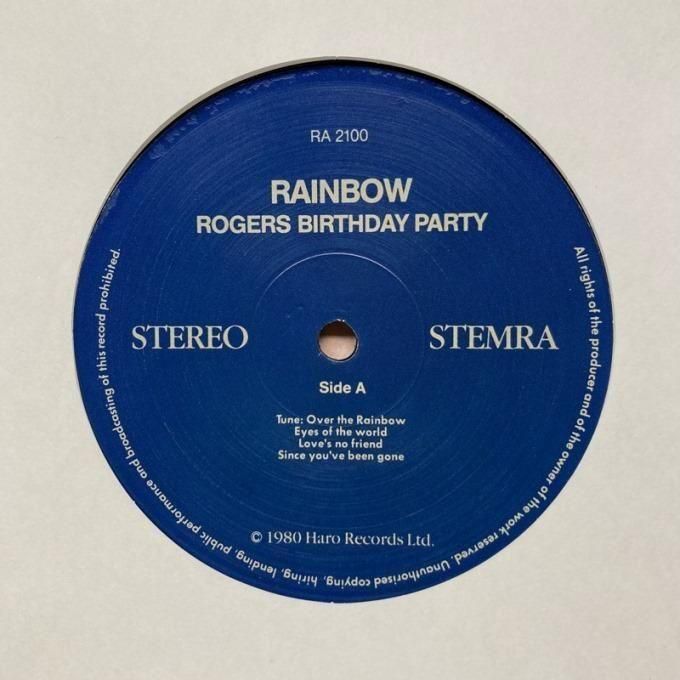 RA 2100
RAINBOW
ROGERS BIRTHDAY PARTY
STEREO
STEMRA
Side A
Tune: Over the Rainbow
Eyes of the world
Love's no friend
Since you've been gone
© 1980 Haro Records Ltd.
All rights of the producer and of the owner of the work reserved. Unauthorised copying, hiring, lending, public performance and broadcasting of this record prohibited.